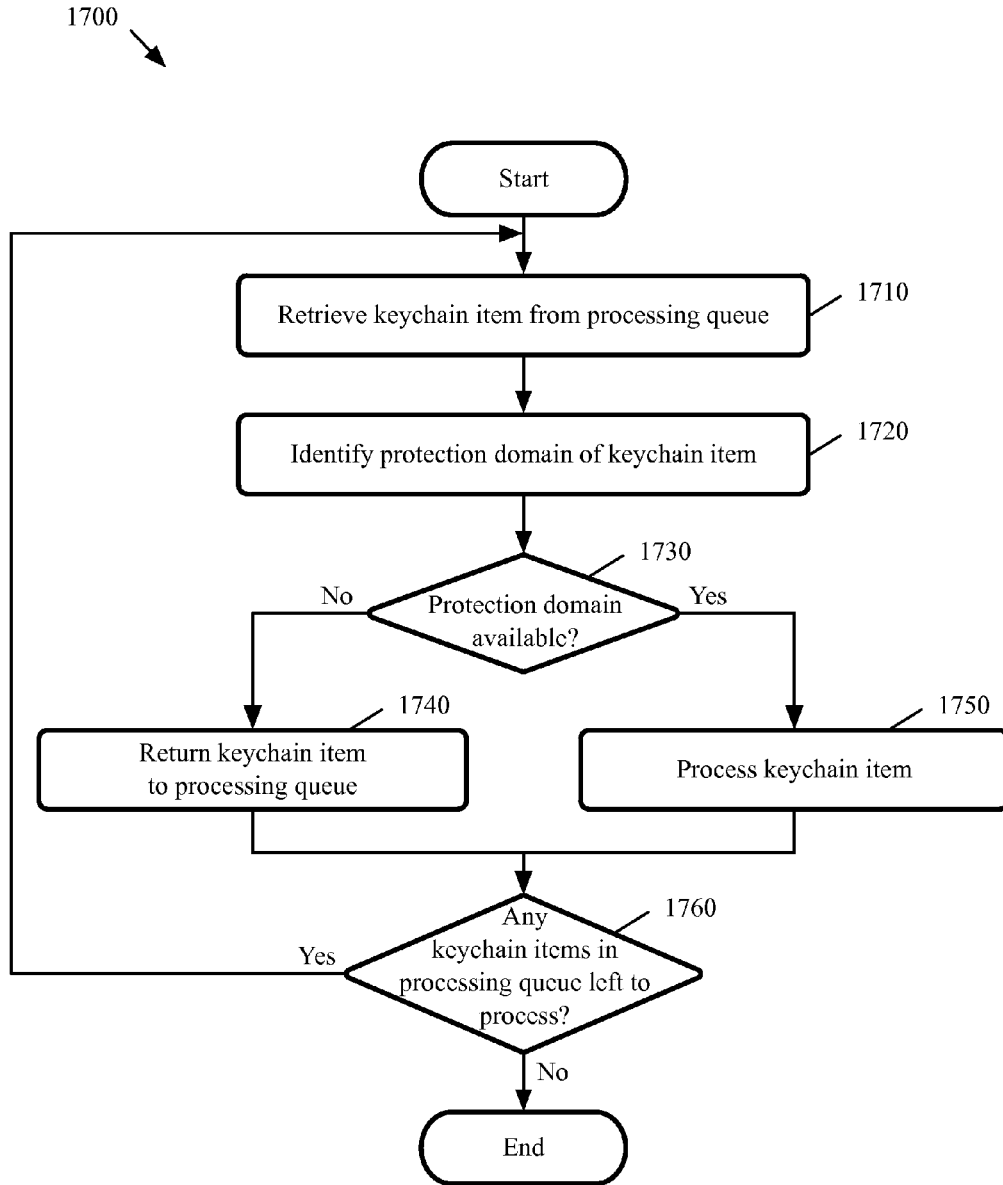 1700
Start
Retrieve keychain item from processing queue
1710
Identify protection domain of keychain item
1720
1730
No
Protection domain
available?
Yes
1740
Return keychain item
to processing queue
1750
Process keychain item
1760
Any
keychain items in
processing queue left to
process?
Yes
No
End